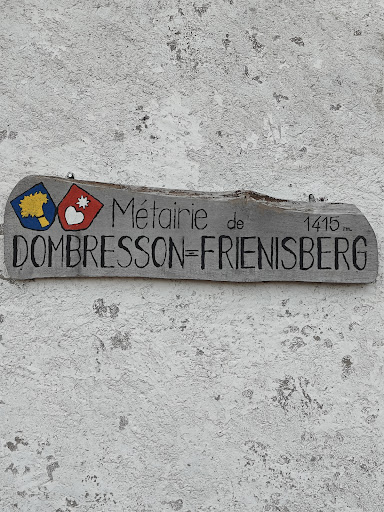 Métairie de 1415 m.
DOMBRESSON=FRIENISBERG